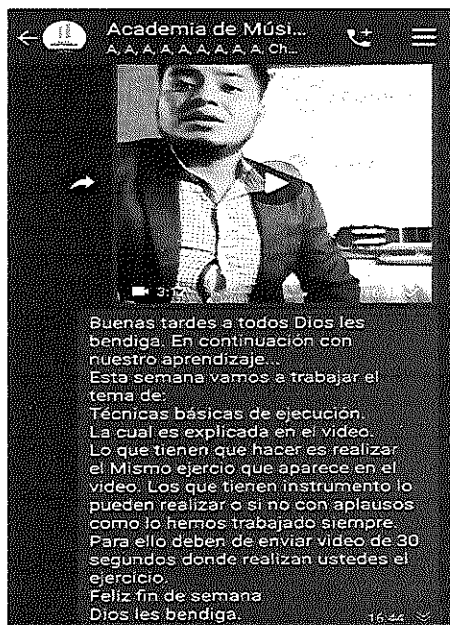 Academia de Músi...
A, A, A, A, A, A, A, A, A, Ch...
Buenas tardes a todos Dios les
bendiga. En continuación con
nuestro aprendizaje...
Esta semana vamos a trabajar el
tema de:
Técnicas básicas de ejecución.
La cual es explicada en el video.
Lo que tienen que hacer es realizar
el Mismo ejercio que aparece en el
video. Los que tienen instrumento lo
pueden realizar o si no con aplausos
como lo hemos trabajado siempre.
Para ello deben de enviar video de 30
segundos donde realizan ustedes el
ejercicio.
Feliz fin de semana
Dios les bendiga.
16:44